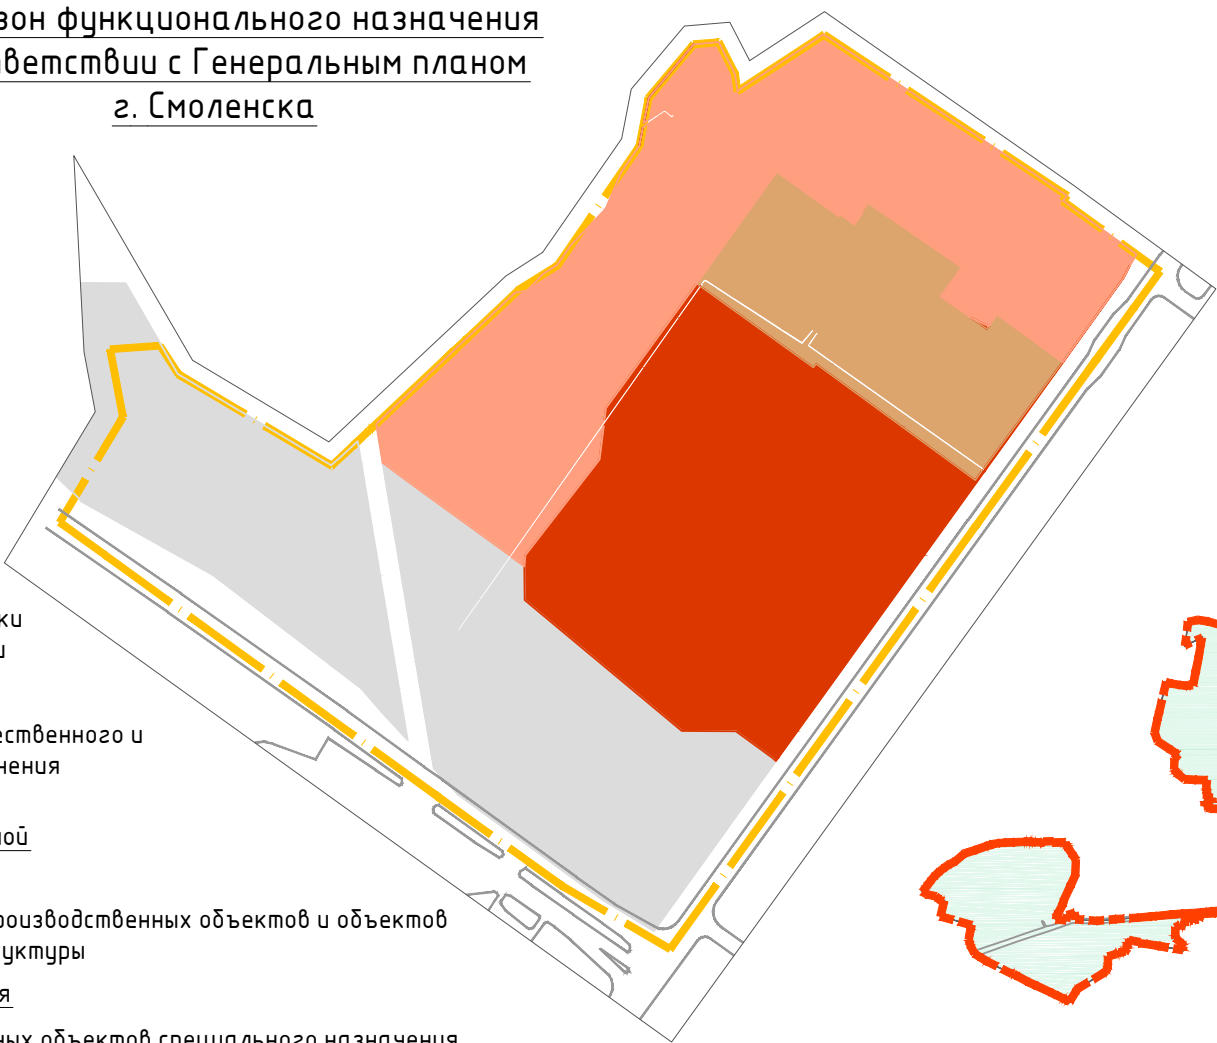 зон функционального назначения
ветствии с Генеральным планом
г. Смоленска
ки
и
ественного и
нения
ной
роизводственных объектов и объектов
уктуры
я
ных объектов специального назначения